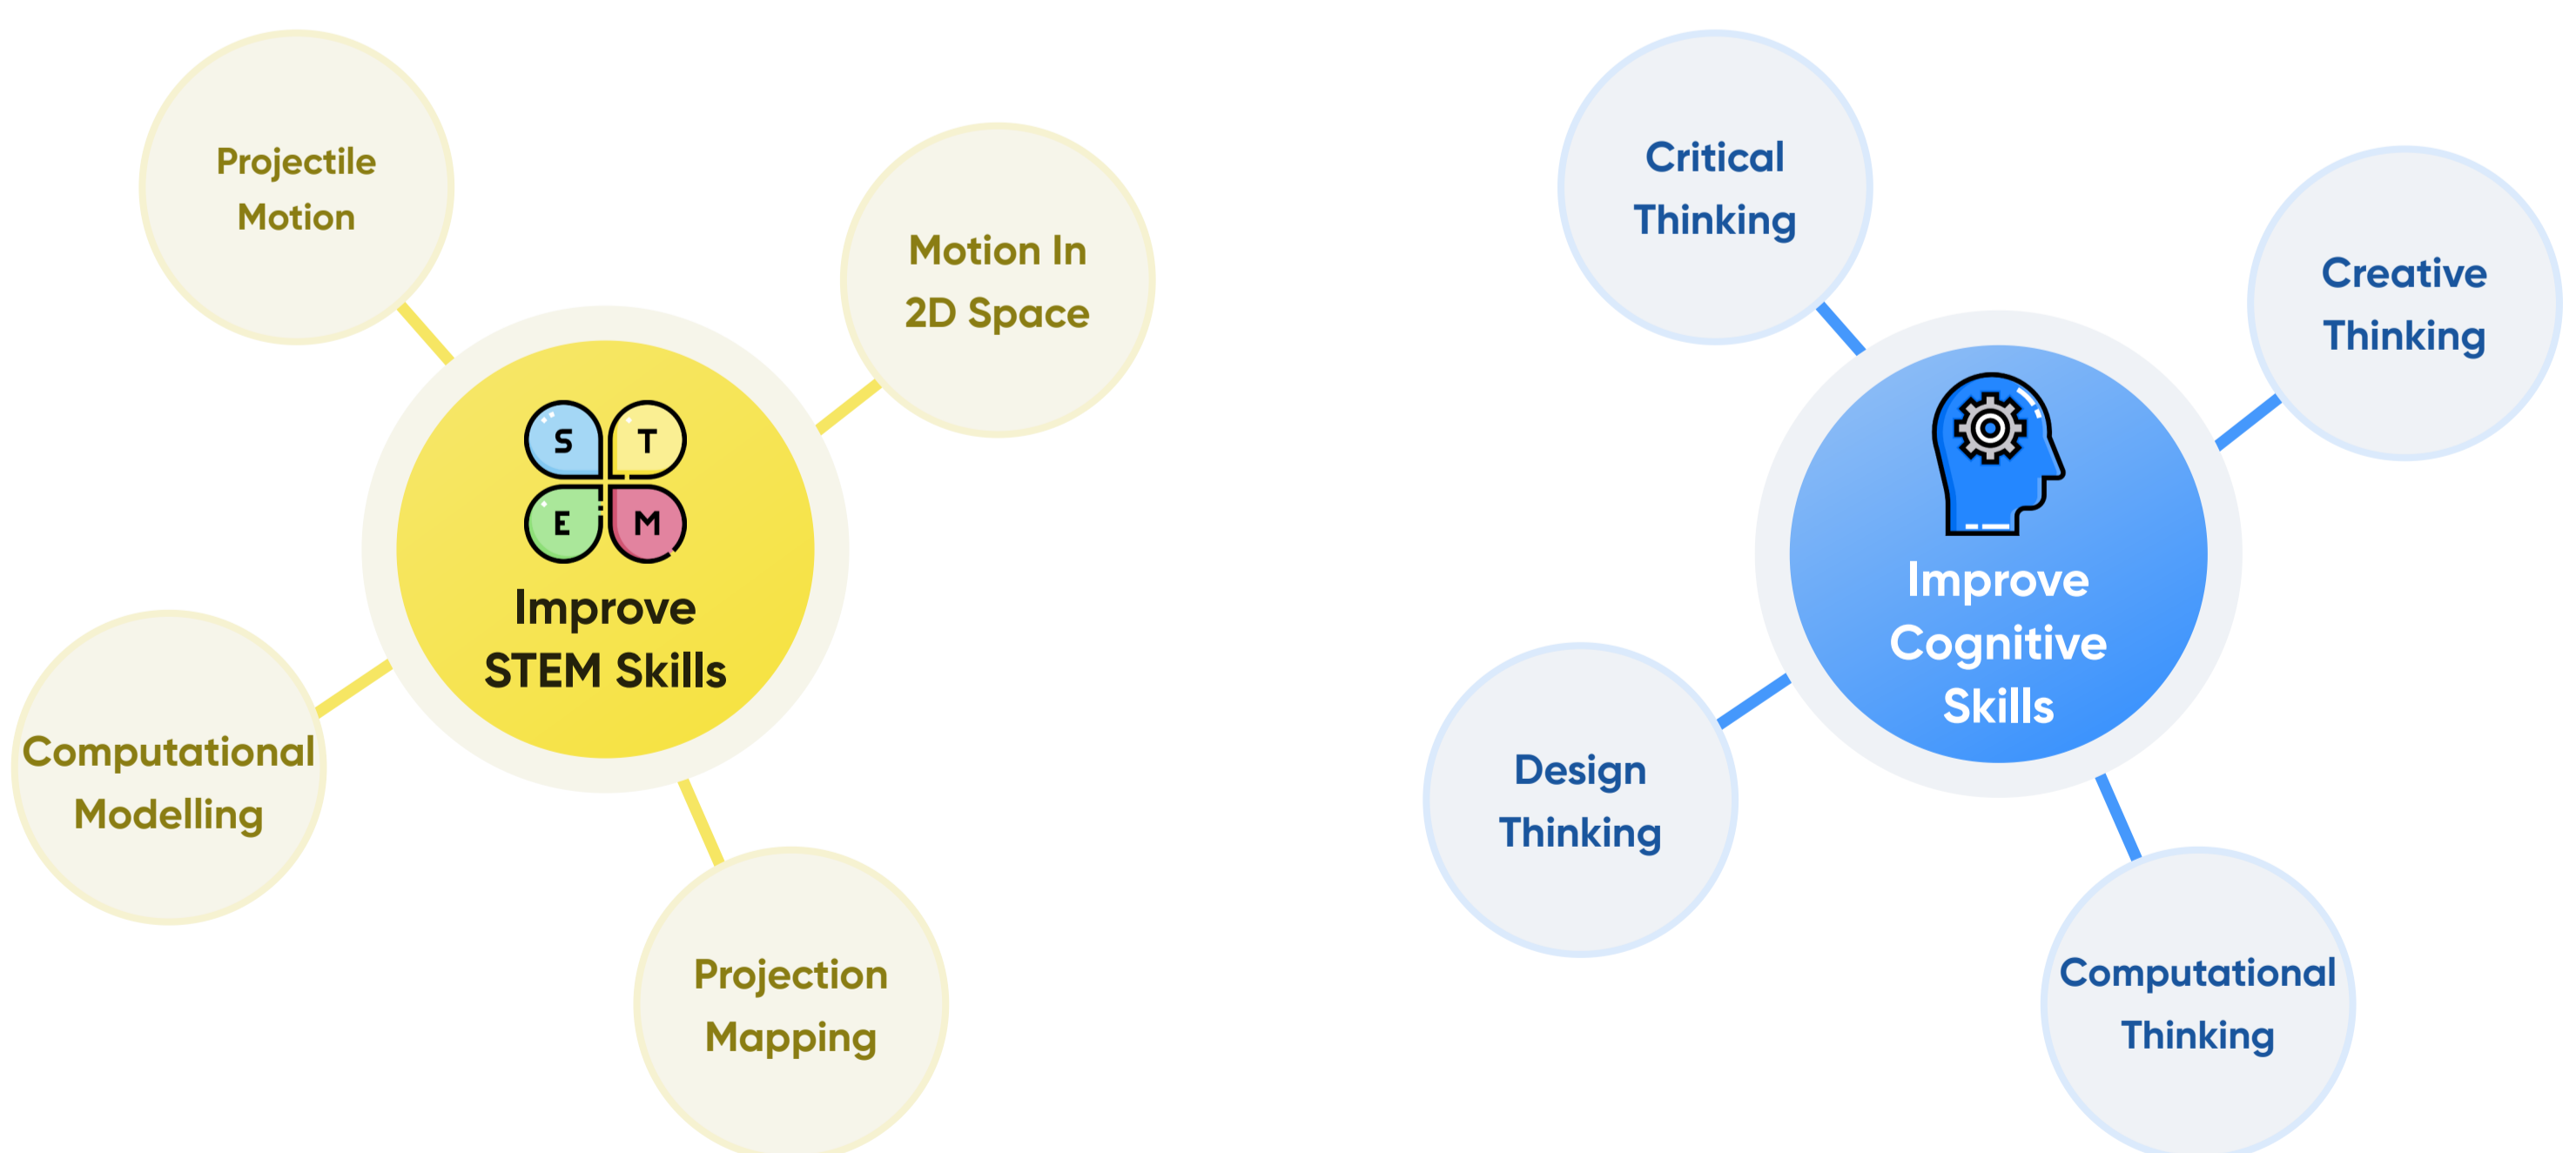 Projectile
Motion
Motion In
2D Space
S T
E M
Improve
STEM Skills
Computational
Modelling
Projection
Mapping
Critical
Thinking
Creative
Thinking
Improve
Cognitive
Skills
Design
Thinking
Computational
Thinking